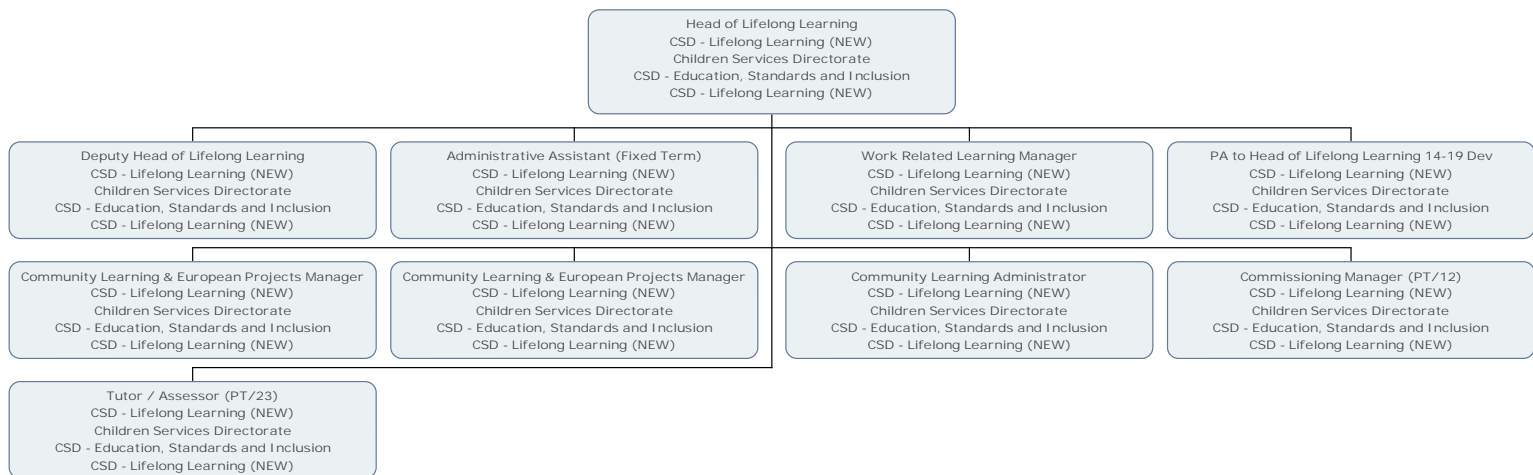 Head of Lifelong Learning
CSD - Lifelong Learning (NEW)
Children Services Directorate
CSD - Education, Standards and Inclusion
CSD - Lifelong Learning (NEW)
Deputy Head of Lifelong Learning
CSD - Lifelong Learning (NEW)
Children Services Directorate
CSD - Education, Standards and Inclusion
CSD - Lifelong Learning (NEW)
Administrative Assistant (Fixed Term)
CSD - Lifelong Learning (NEW)
Children Services Directorate
CSD - Education, Standards and Inclusion
CSD - Lifelong Learning (NEW)
Work Related Learning Manager
CSD - Lifelong Learning (NEW)
Children Services Directorate
CSD - Education, Standards and Inclusion
CSD - Lifelong Learning (NEW)
PA to Head of Lifelong Learning 14-19 Dev
CSD - Lifelong Learning (NEW)
Children Services Directorate
CSD - Education, Standards and Inclusion
CSD - Lifelong Learning (NEW)
Community Learning & European Projects Manager
CSD - Lifelong Learning (NEW)
Children Services Directorate
CSD - Education, Standards and Inclusion
CSD - Lifelong Learning (NEW)
Community Learning & European Projects Manager
CSD - Lifelong Learning (NEW)
Children Services Directorate
CSD - Education, Standards and Inclusion
CSD - Lifelong Learning (NEW)
Community Learning Administrator
CSD - Lifelong Learning (NEW)
Children Services Directorate
CSD - Education, Standards and Inclusion
CSD - Lifelong Learning (NEW)
Commissioning Manager (PT/12)
CSD - Lifelong Learning (NEW)
Children Services Directorate
CSD - Education, Standards and Inclusion
CSD - Lifelong Learning (NEW)
Tutor / Assessor (PT/23)
CSD - Lifelong Learning (NEW)
Children Services Directorate
CSD - Education, Standards and Inclusion
CSD - Lifelong Learning (NEW)